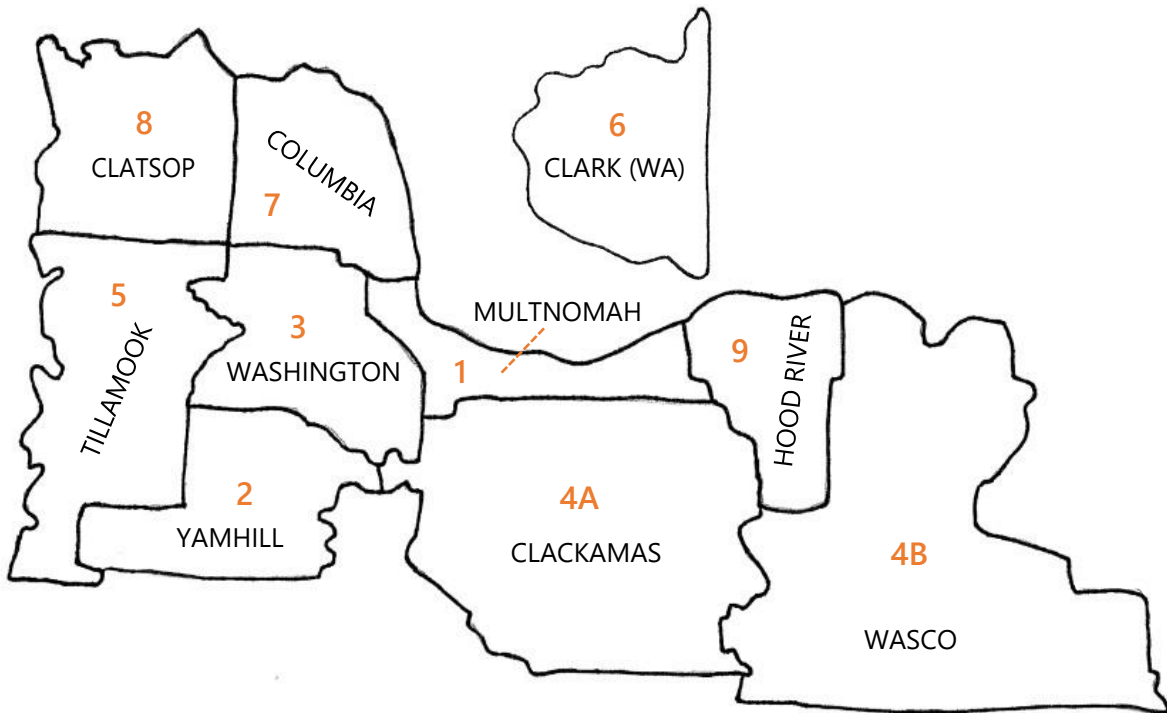 8
CLATSOP
COLUMBIA
7
6
CLARK (WA)
5
TILLAMOOK
3
WASHINGTON
MULTNOMAH
1
9
HOOD RIVER
2
YAMHILL
4A
CLACKAMAS
4B
WASCO